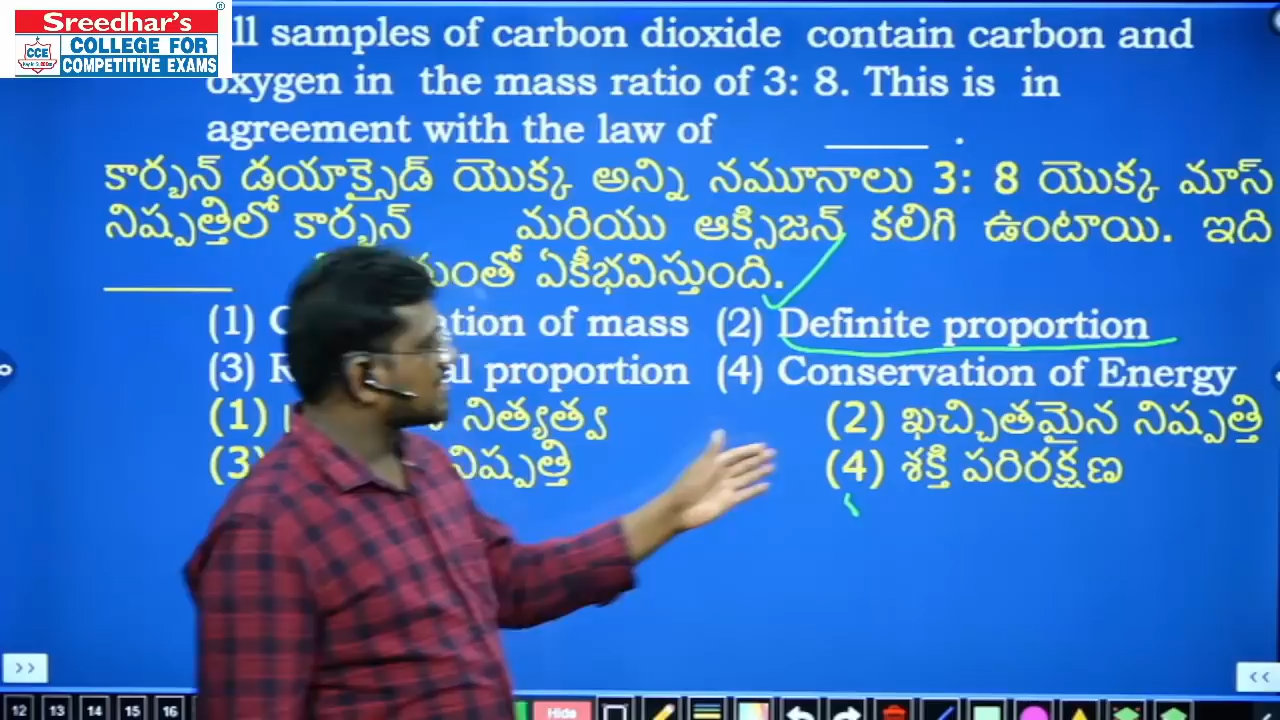 Sreedhar's
CCE
COLLEGE FOR
COMPETITIVE EXAMS
samples of carbon dioxide contain carbon and
oxygen in the mass ratio of 3: 8. This is in
agreement with the law of ______ .
కార్బన్ డయాక్సైడ్ యొక్క అన్ని నమూనాలు 3: 8 యొక్క మాస్
నిష్పత్తిలో కార్బన్ మరియు ఆక్సిజన్ కలిగి ఉంటాయి. ఇది
______ ఏకీభవిస్తుంది.
(1) of mass (2) Definite proportion
(3) proportion (4) Conservation of Energy
(1) నిత్యత్వ (2) ఖచ్చితమైన నిష్పత్తి
(3) నిష్పత్తి (4) శక్తి పరిరక్షణ
>> <<
12 13 14 15 16 Hide